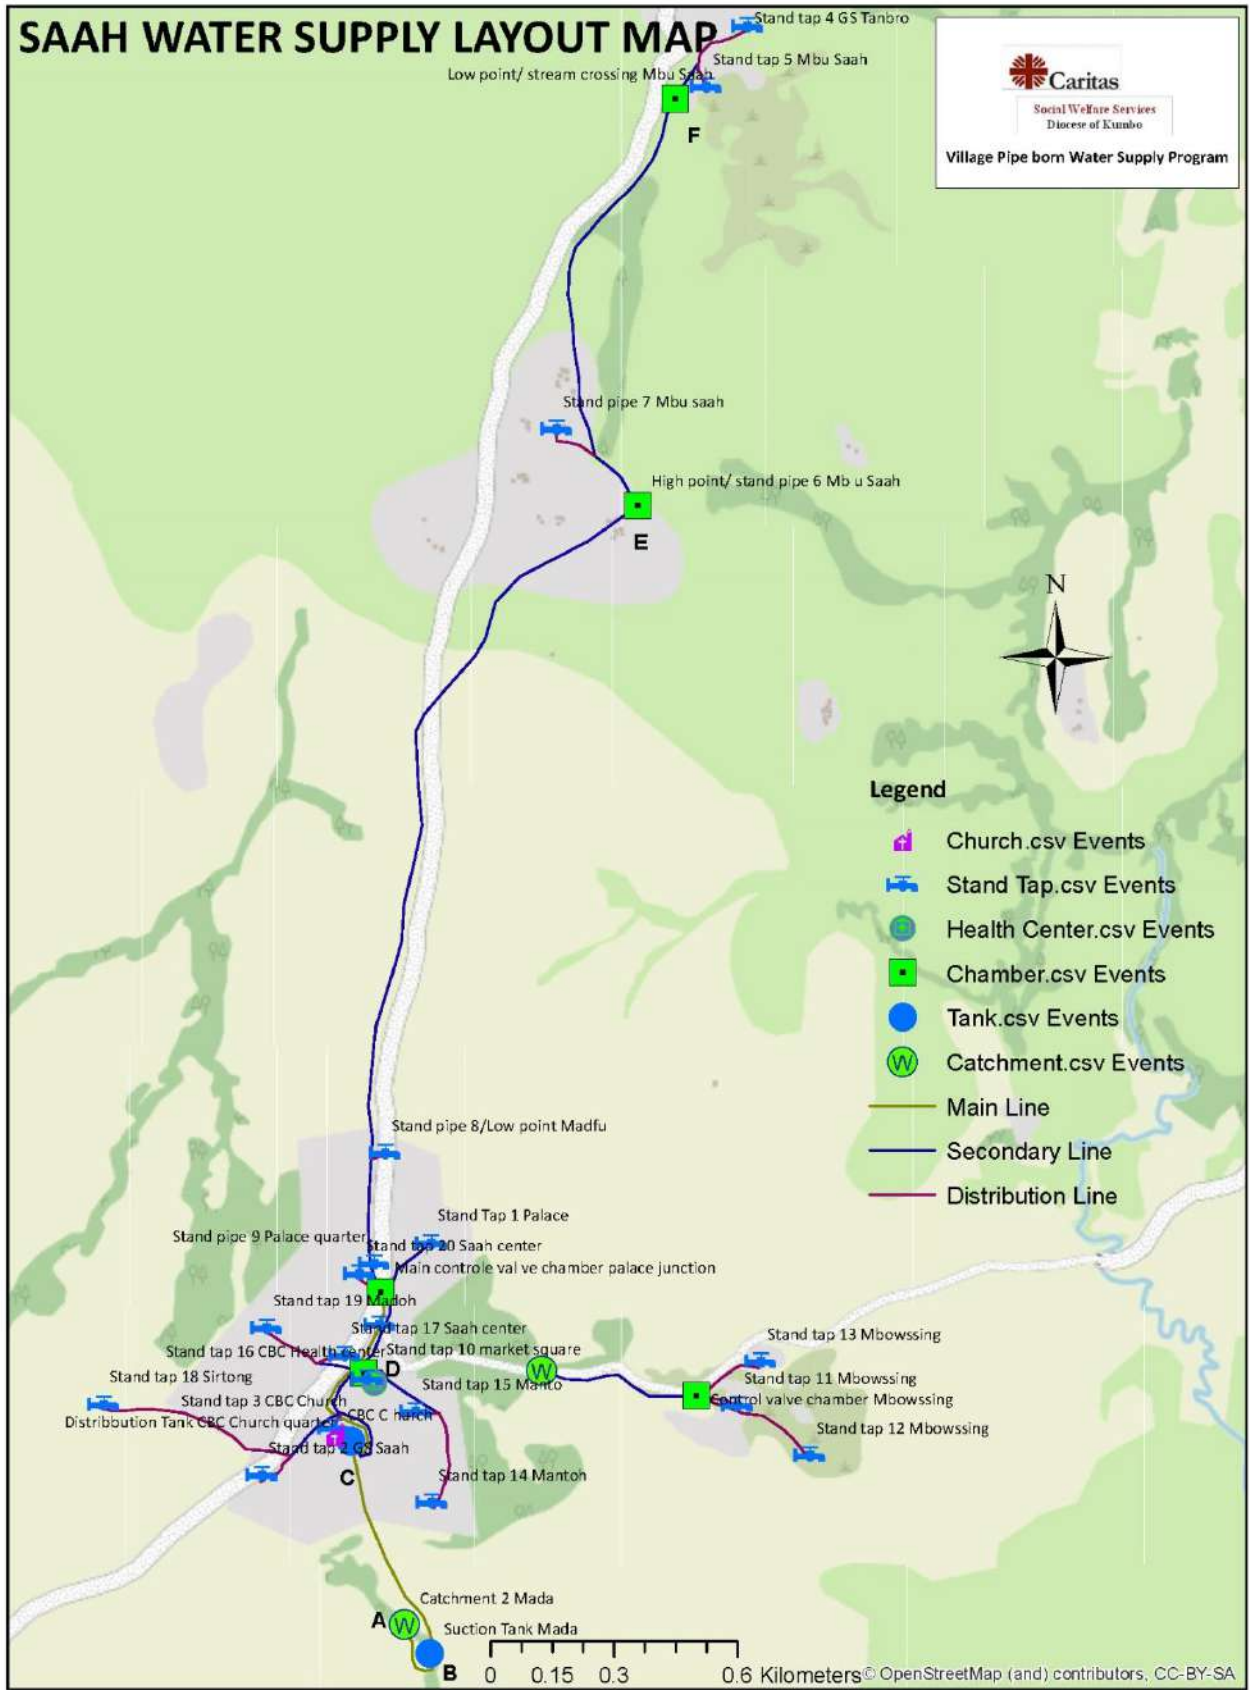 SAAH WATER SUPPLY LAYOUT MAP
Stand tap 4 GS Tanbro
Stand tap 5 Mbu Saah
Low point/ stream crossing Mbu Saah
F
Caritas
Social Welfare Services
Diocese of Kumbo
Village Pipe born Water Supply Program
Stand pipe 7 Mbu saah
High point/ stand pipe 6 Mb u Saah
E
N
Legend
Church.csv Events
Stand Tap.csv Events
Health Center.csv Events
Chamber.csv Events
Tank.csv Events
W Catchment.csv Events
Main Line
Secondary Line
Distribution Line
Stand pipe 8/Low point Madfu
Stand Tap 1 Palace
Stand pipe 9 Palace quarter
Stand tap 20 Saah center
Main controle val ve chamber palace junction
Stand tap 19 Madoh
Stand tap 17 Saah center
Stand tap 16 CBC Health center
Stand tap 10 market square
D
W
Stand tap 13 Mbowssing
Stand tap 18 Sirtong
Stand tap 15 Manto
Stand tap 11 Mbowssing
Stand tap 3 CBC Church
Control valve chamber Mbowssing
Distribbution Tank CBC Church quarter
CBC C hurch
Stand tap 12 Mbowssing
Stand tap 2 GS Saah
C
Stand tap 14 Mantoh
Catchment 2 Mada
A
W
Suction Tank Mada
B
0 0.15 0.3 0.6 Kilometers
© OpenStreetMap (and) contributors, CC-BY-SA